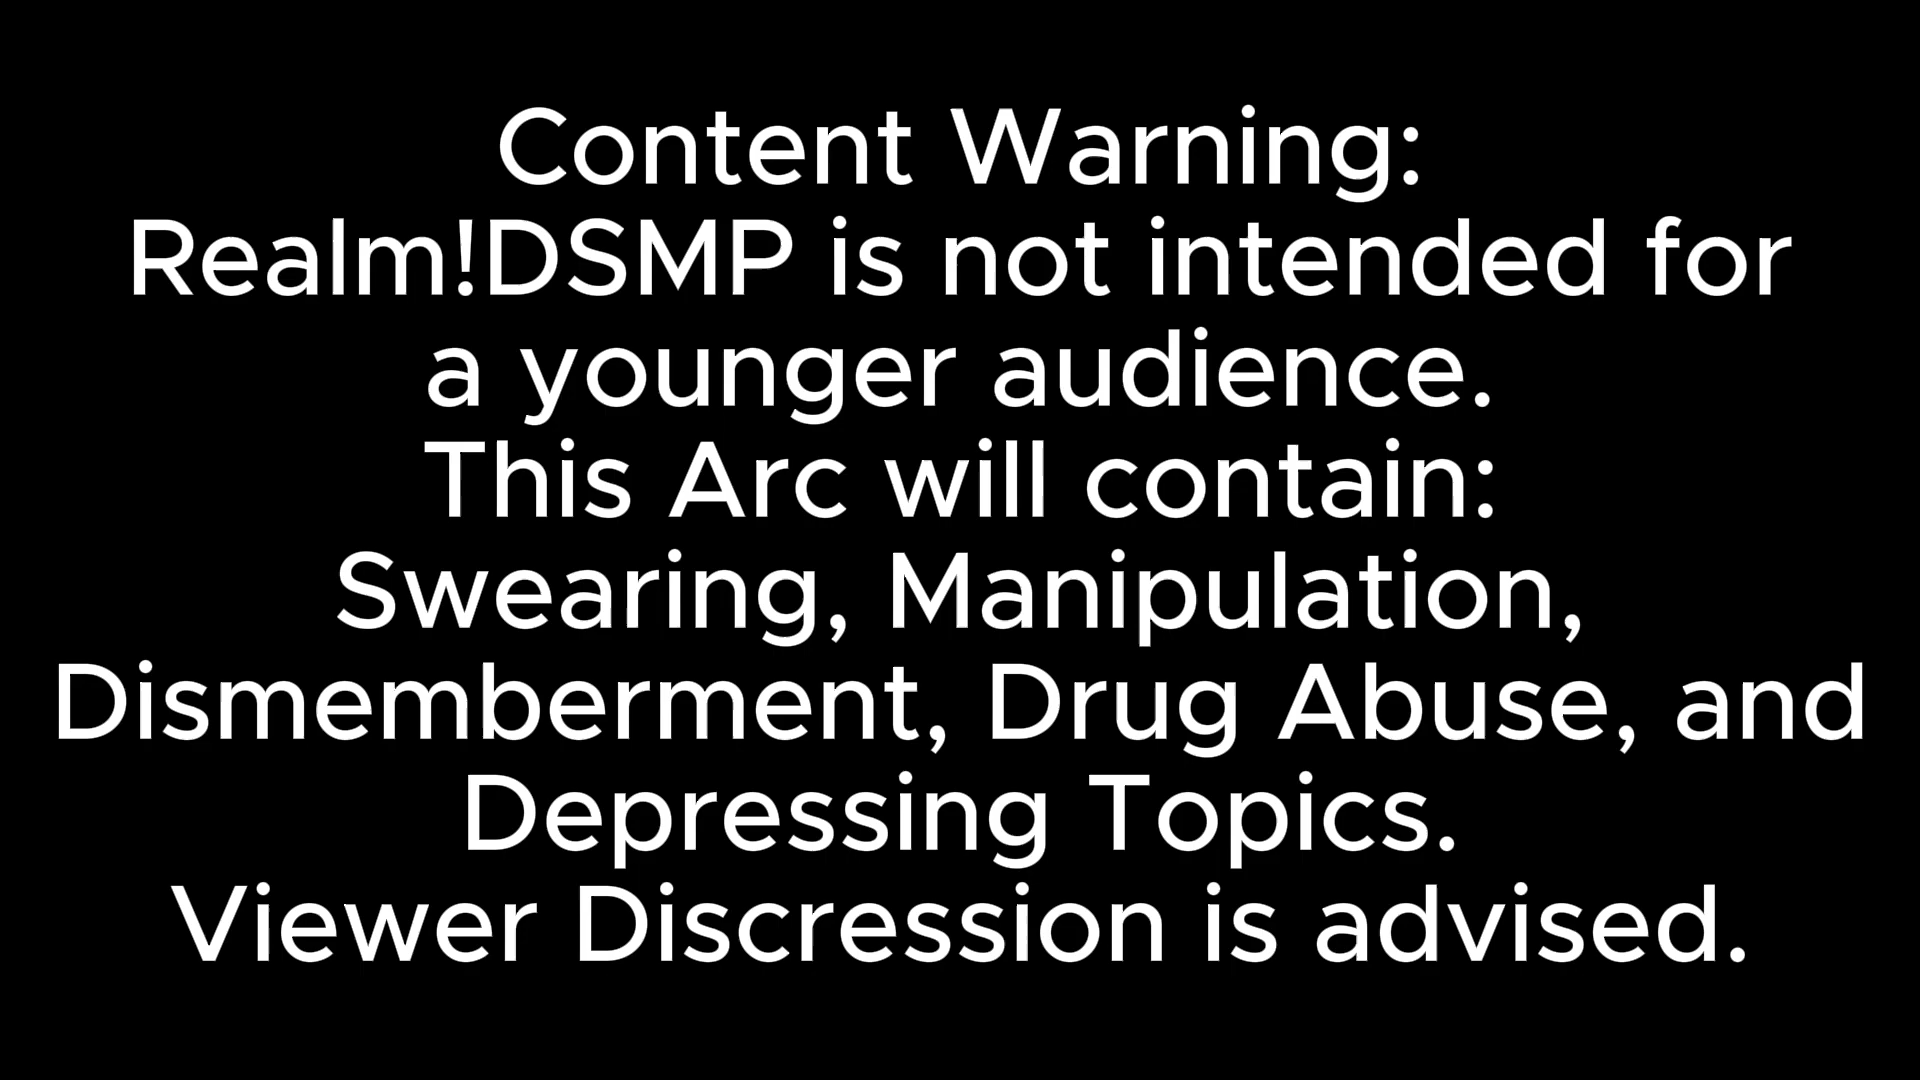 Content Warning:
Realm!DSMP is not intended for
a younger audience.
This Arc will contain:
Swearing, Manipulation,
Dismemberment, Drug Abuse, and
Depressing Topics.
Viewer Discression is advised.